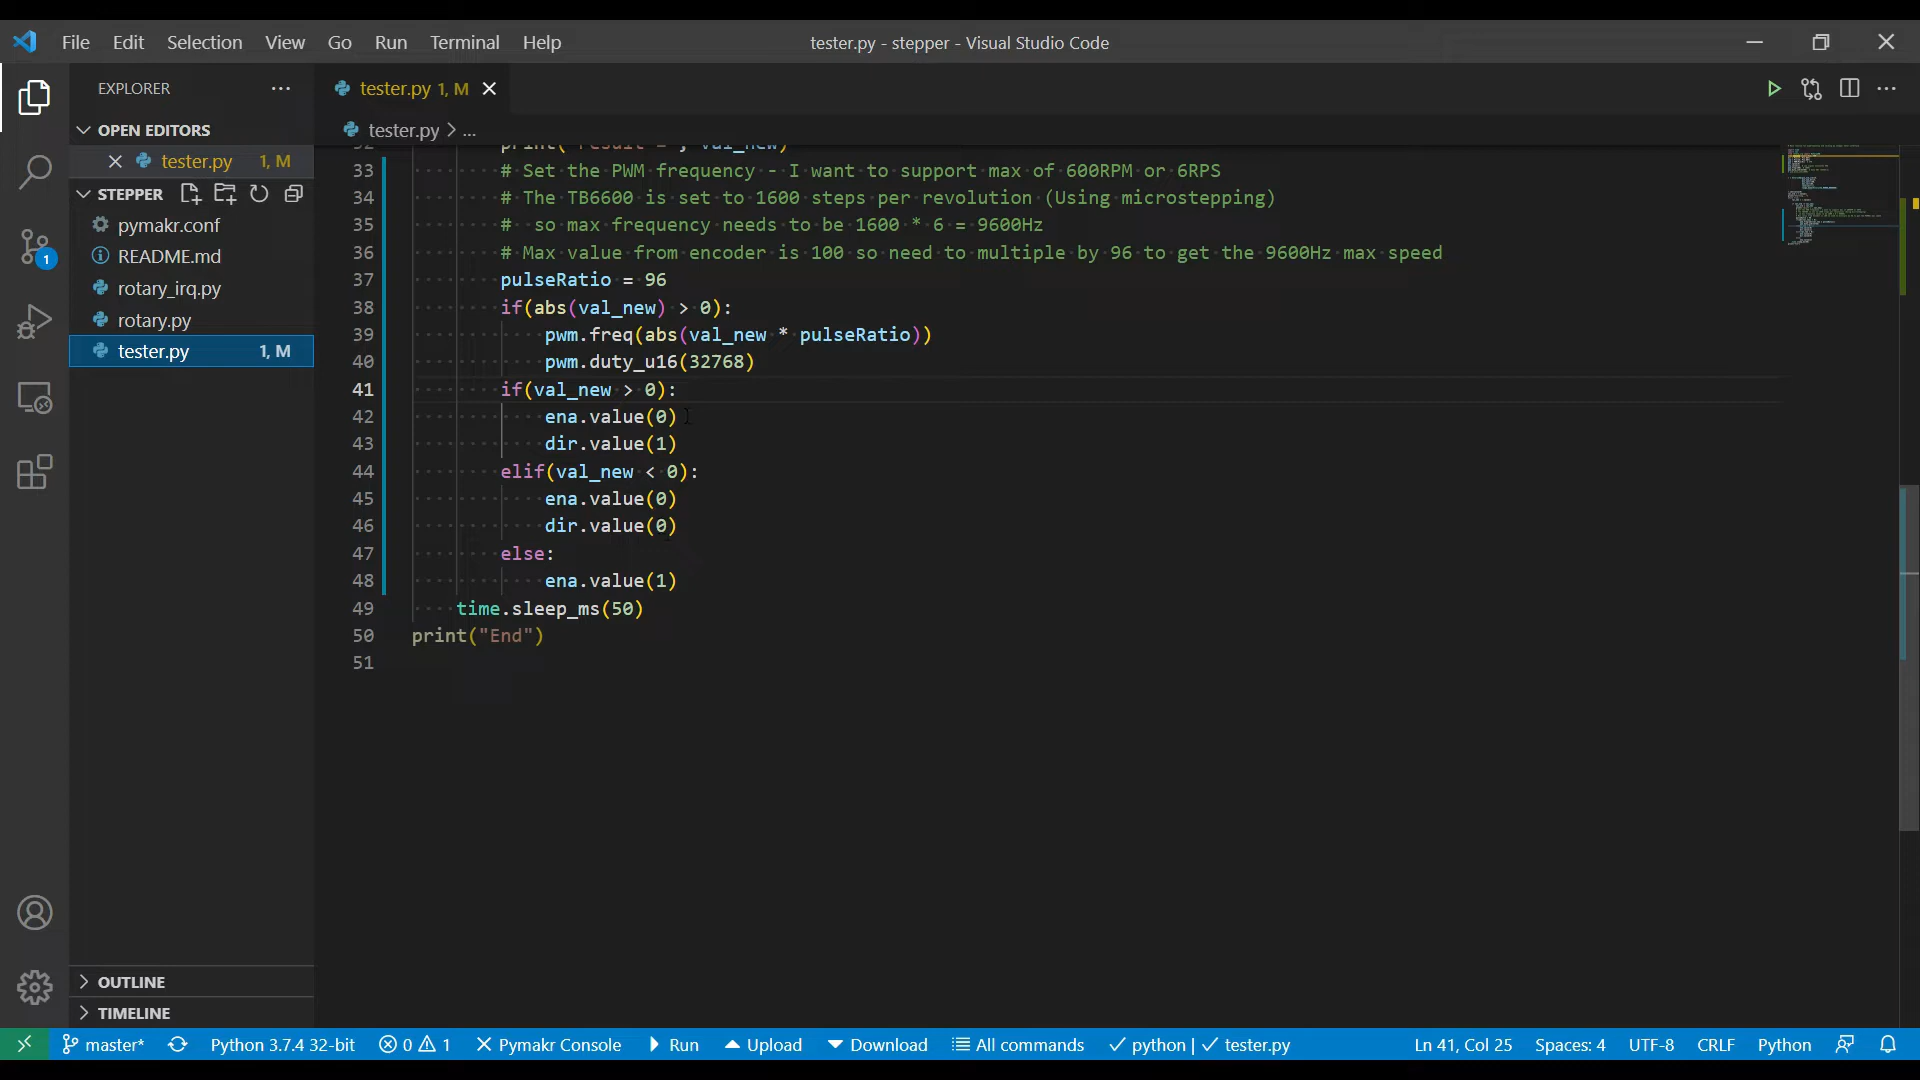 File Edit Selection View Go Run Terminal Help
tester.py - stepper - Visual Studio Code
EXPLORER
tester.py 1, M
OPEN EDITORS
tester.py > ...
tester.py 1, M
STEPPER
pymakr.conf
README.md
rotary_irq.py
rotary.py
tester.py 1, M
OUTLINE
TIMELINE
33 # Set the PWM frequency - I want to support max of 600RPM or 6RPS
34 # The TB6600 is set to 1600 steps per revolution (Using microstepping)
35 #  so max frequency needs to be 1600 * 6 = 9600Hz
36 # Max value from encoder is 100 so need to multiple by 96 to get the 9600Hz max speed
37 pulseRatio = 96
38 if(abs(val_new) > 0):
39 pwm.freq(abs(val_new * pulseRatio))
40 pwm.duty_u16(32768)
41 if(val_new > 0):
42 ena.value(0)
43 dir.value(1)
44 elif(val_new < 0):
45 ena.value(0)
46 dir.value(0)
47 else:
48 ena.value(1)
49 time.sleep_ms(50)
50 print("End")
51
1
master* Python 3.7.4 32-bit 0 1 Pymakr Console Run Upload Download All commands python | tester.py Ln 41, Col 25 Spaces: 4 UTF-8 CRLF Python